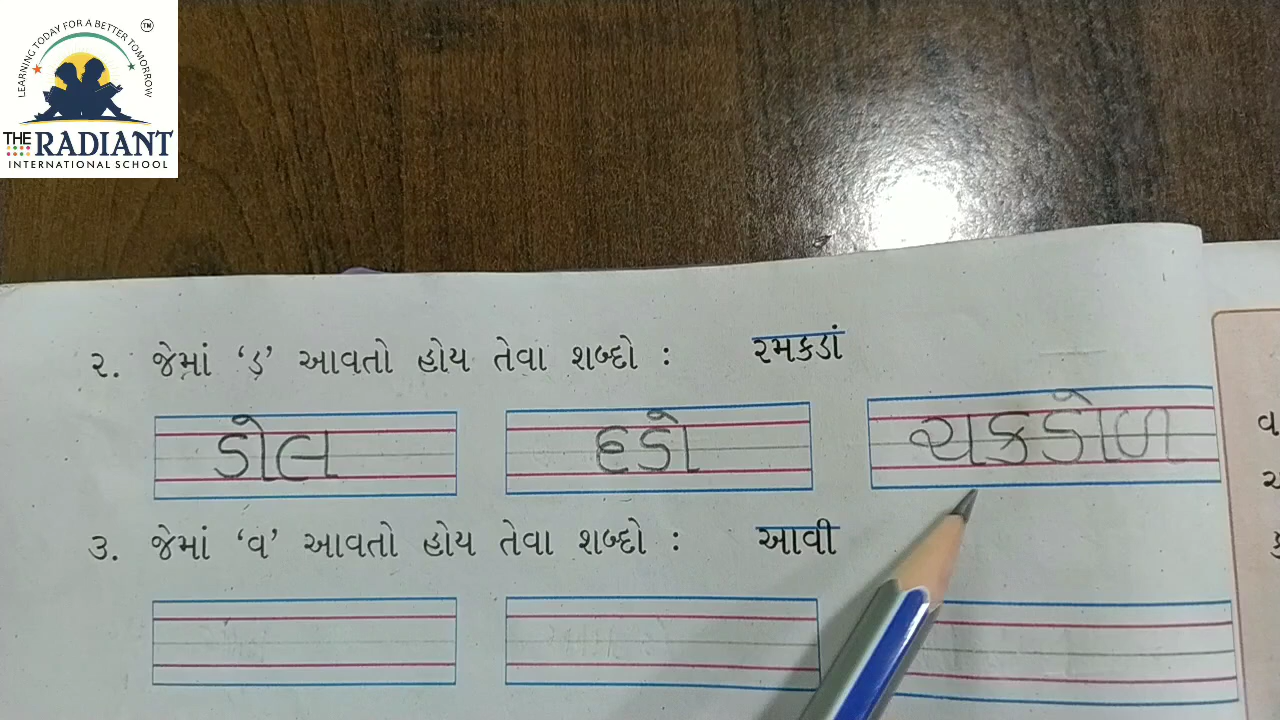 LEARNING TODAY FOR A BETTER TOMORROW
TM
THE RADIANT
INTERNATIONAL SCHOOL
૨. જેમાં ‘ડ’ આવતો હોય તેવા શબ્દો : રમકડાં
ડોલ દડો ચકડોળ
૩. જેમાં ‘વ’ આવતો હોય તેવા શબ્દો : આવી